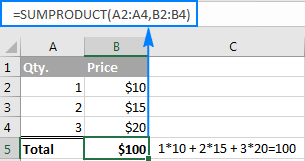 =SUMPRODUCT(A2:A4,B2:B4)
A B C
1 Qty. Price
2 1 $10
3 2 $15
4 3 $20
5 Total $100 1*10 + 2*15 + 3*20=100